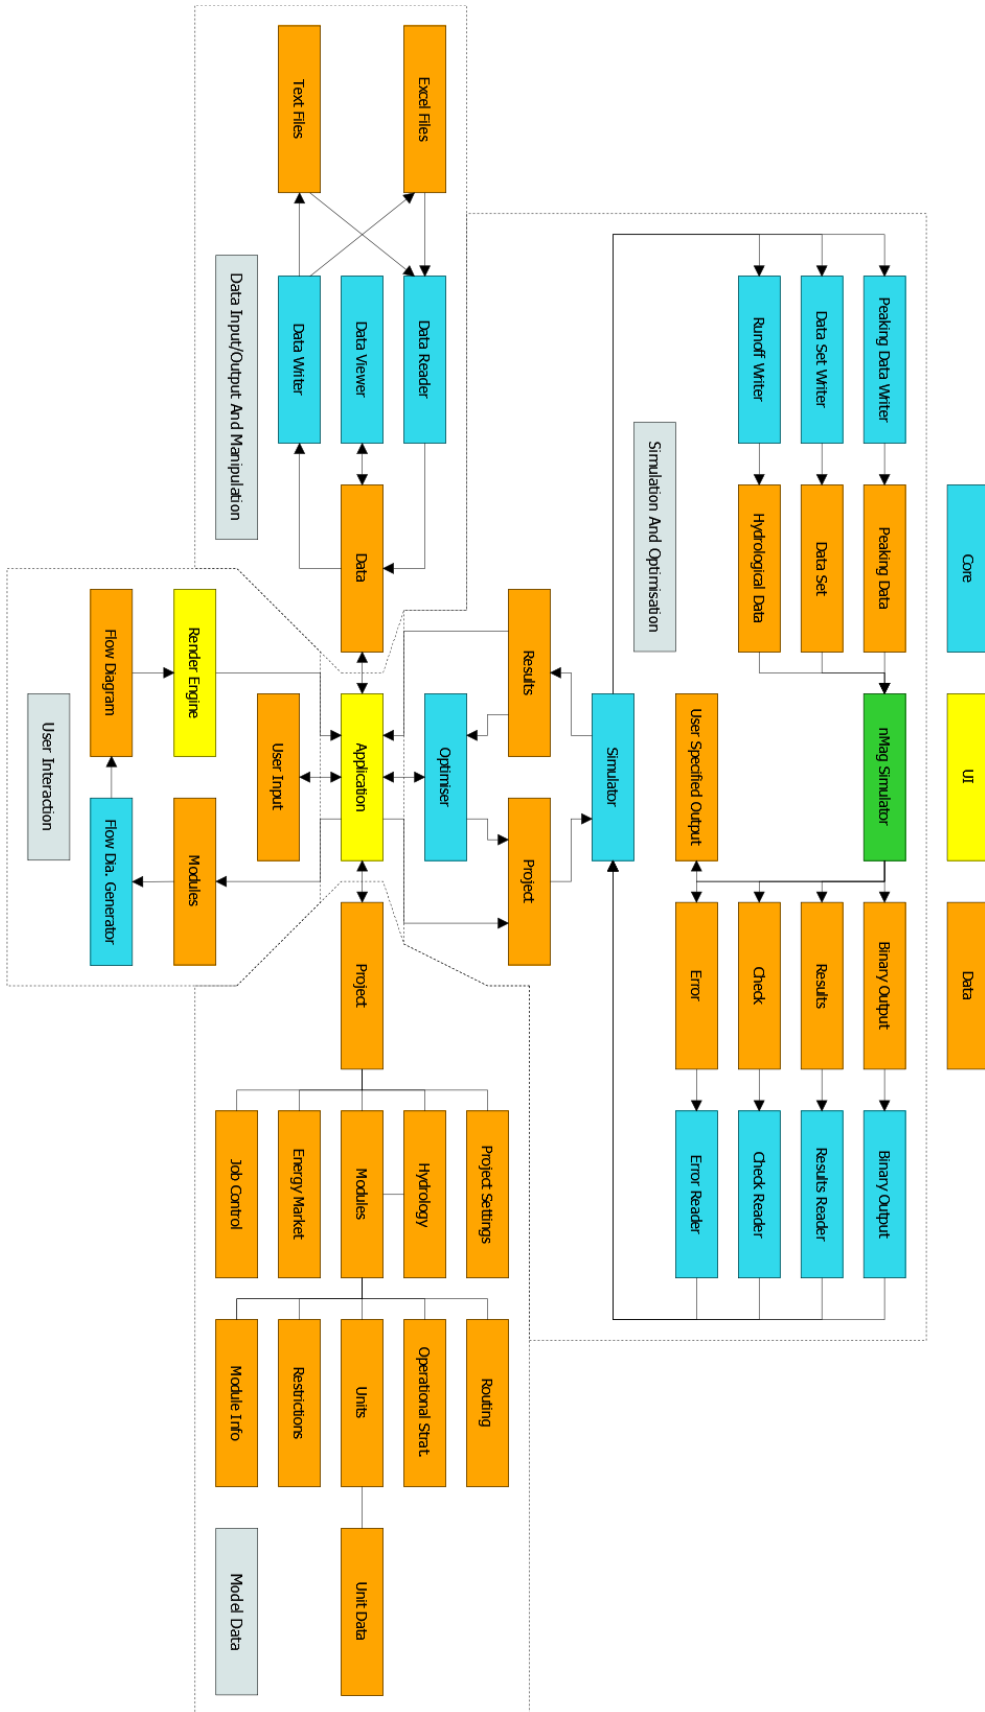 Core
UI
Data
Peaking Data Writer
Peaking Data
nMag Simulator
Binary Output
Binary Output
Data Set Writer
Data Set
Results
Results Reader
Runoff Writer
Hydrological Data
Check
Check Reader
User Specified Output
Error
Error Reader
Simulation And Optimisation
Simulator
Results
Project
Project Settings
Routing
Excel Files
Data Reader
Optimiser
Hydrology
Operational Strat.
Data Viewer
Data
Application
Project
Modules
Units
Unit Data
Text Files
Data Writer
User Input
Energy Market
Restrictions
Data Input/Output And Manipulation
Job Control
Module Info
Model Data
Render Engine
Modules
Flow Diagram
Flow Dia. Generator
User Interaction